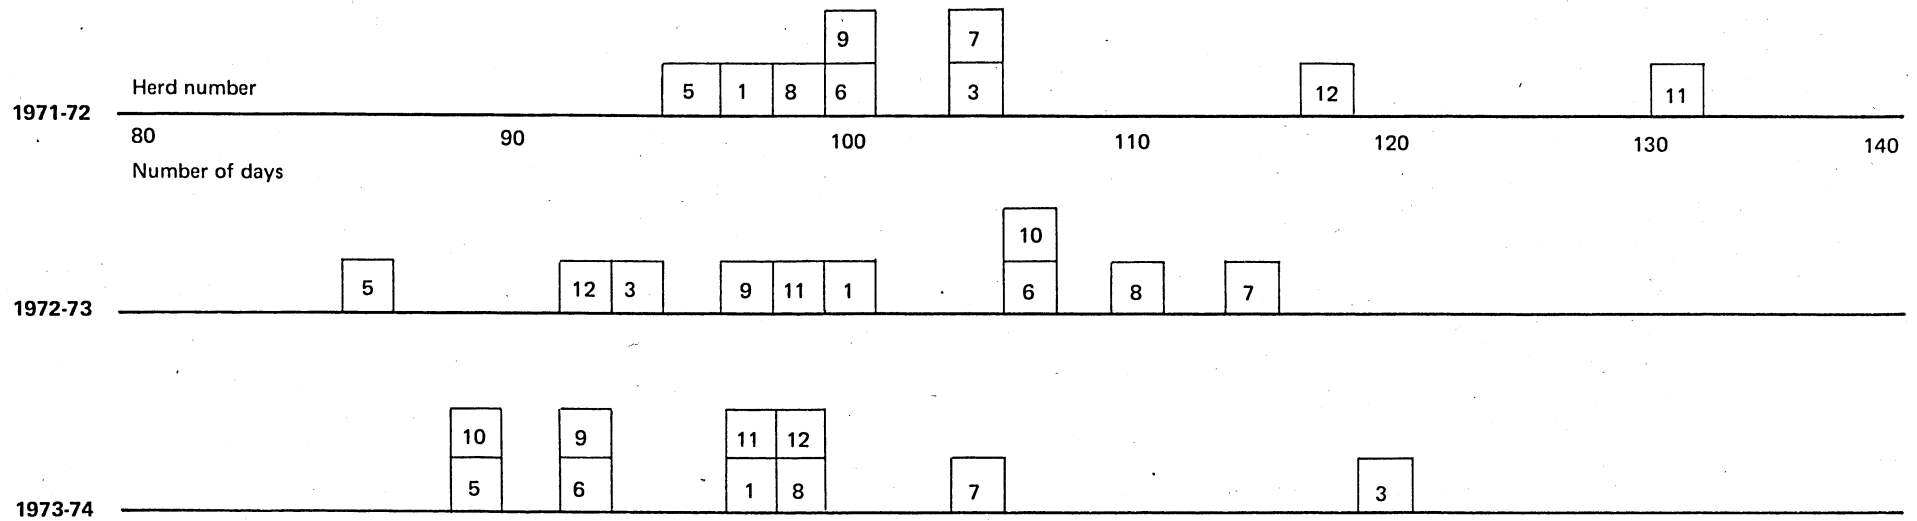 9 7
Herd number 5 1 8 6 3 12 11
1971-72
80 90 100 110 120 130 140
Number of days
10
5 12 3 9 11 1 6 8 7
1972-73
10 9 11 12
5 6 1 8 7 3
1973-74